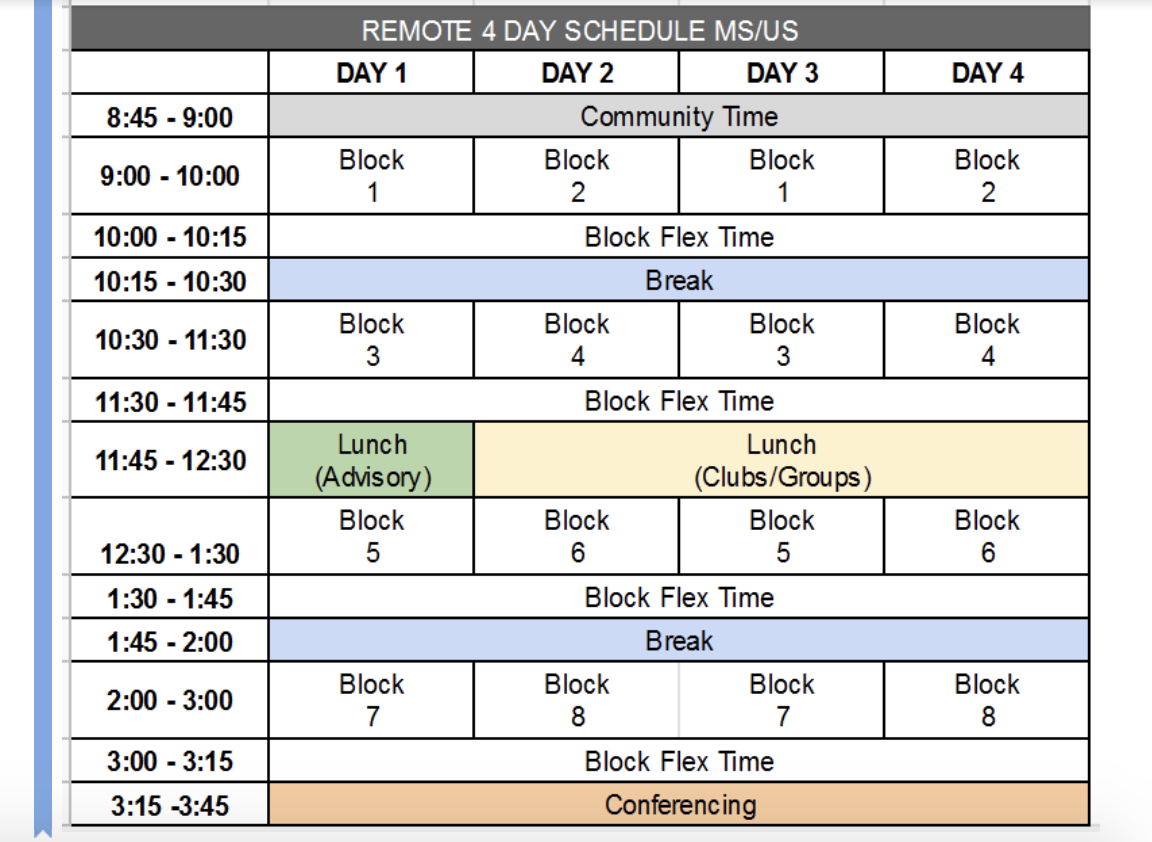 REMOTE 4 DAY SCHEDULE MS/US
DAY 1 DAY 2 DAY 3 DAY 4
8:45 - 9:00 Community Time
9:00 - 10:00 Block 1 Block 2 Block 1 Block 2
10:00 - 10:15 Block Flex Time
10:15 - 10:30 Break
10:30 - 11:30 Block 3 Block 4 Block 3 Block 4
11:30 - 11:45 Block Flex Time
11:45 - 12:30 Lunch (Advisory) Lunch (Clubs/Groups)
12:30 - 1:30 Block 5 Block 6 Block 5 Block 6
1:30 - 1:45 Block Flex Time
1:45 - 2:00 Break
2:00 - 3:00 Block 7 Block 8 Block 7 Block 8
3:00 - 3:15 Block Flex Time
3:15 -3:45 Conferencing